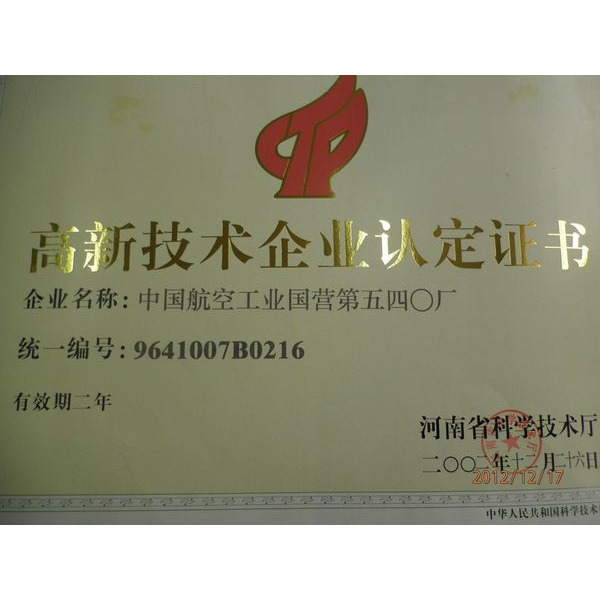 高新技术企业认定证书
企业名称：中国航空工业国营第五四〇厂
统一编号：9641007B0216
有效期二年
河南省科学技术厅
二〇〇二年十二月二十六日
2012/12/17
中华人民共和国科学技术